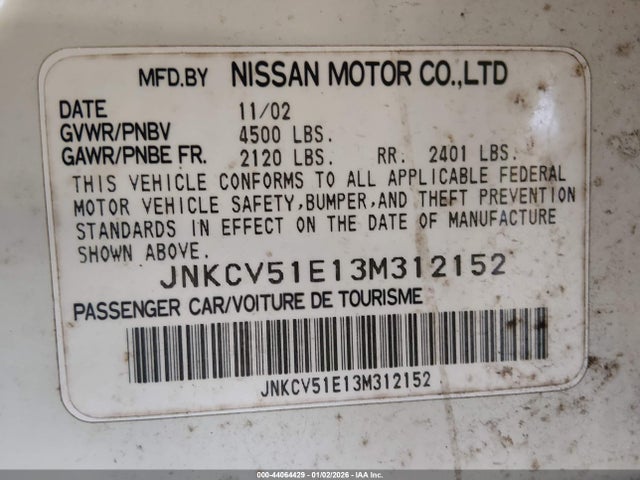 MFD.BY NISSAN MOTOR CO.,LTD
DATE 11/02
GVWR/PNBV 4500 LBS.
GAWR/PNBE FR. 2120 LBS. RR. 2401 LBS.
THIS VEHICLE CONFORMS TO ALL APPLICABLE FEDERAL
MOTOR VEHICLE SAFETY,BUMPER,AND THEFT PREVENTION
STANDARDS IN EFFECT ON THE DATE OF MANUFACTURE
SHOWN ABOVE.
JNKCV51E13M312152
PASSENGER CAR/VOITURE DE TOURISME
JNKCV51E13M312152
000-44064429 - 01/02/2026 - IAA Corp.